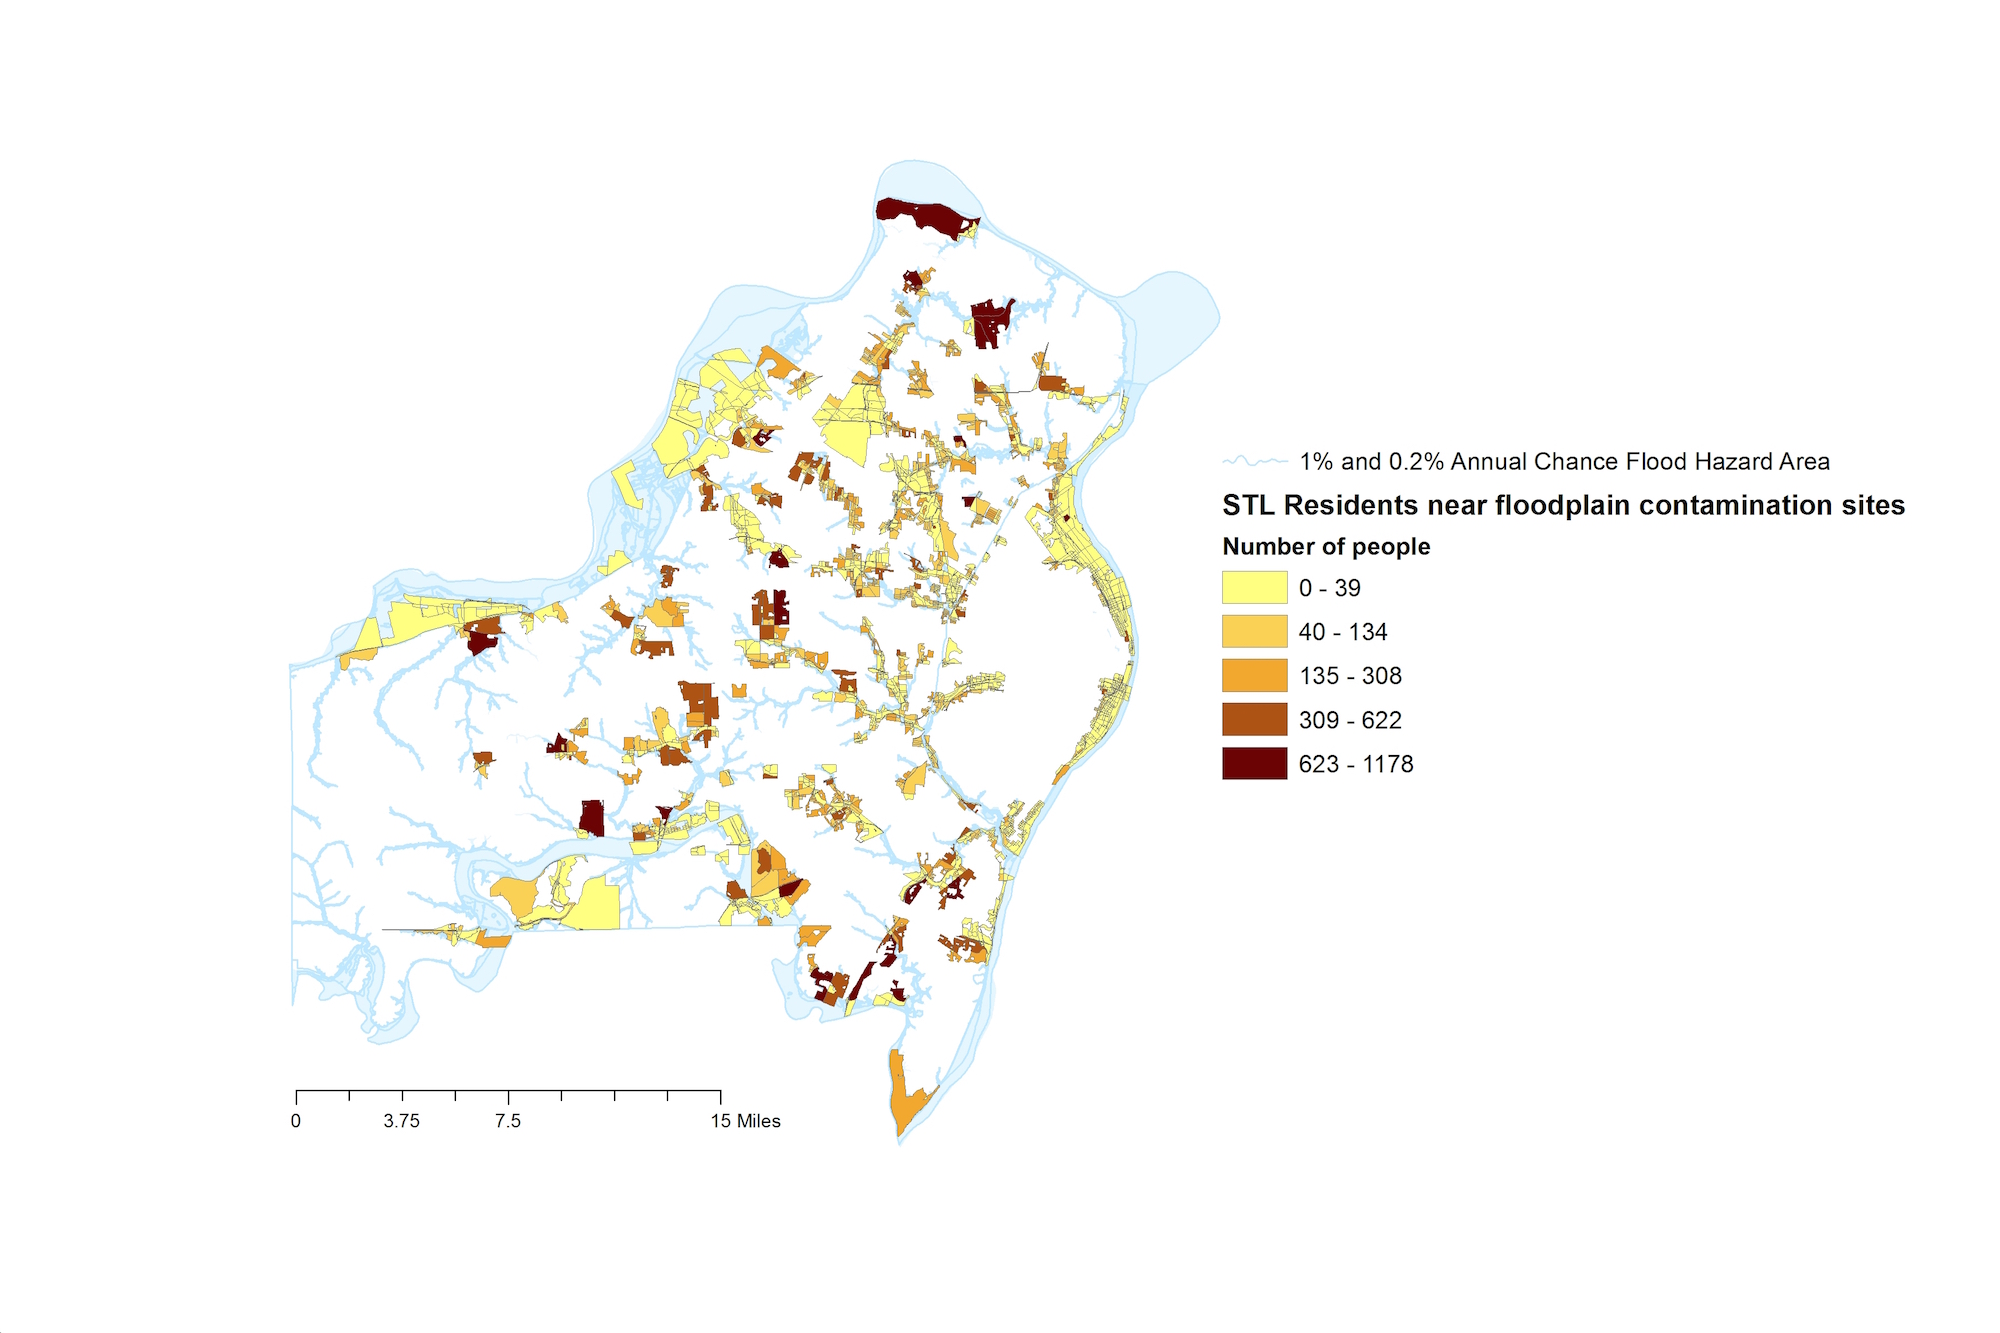 1% and 0.2% Annual Chance Flood Hazard Area
STL Residents near floodplain contamination sites
Number of people
0 - 39
40 - 134
135 - 308
309 - 622
623 - 1178
0 3.75 7.5 15 Miles